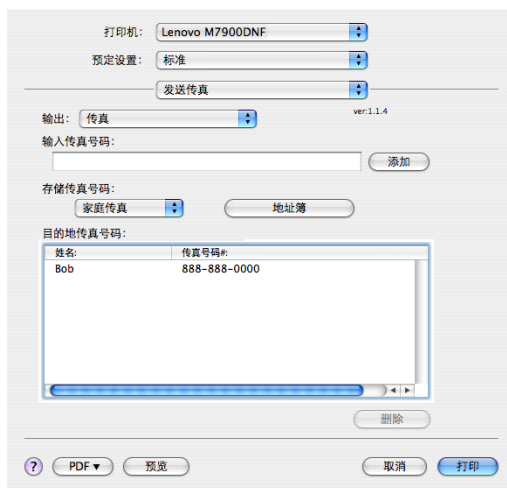 打印机: Lenovo M7900DNF
预定设置: 标准
发送传真
输出: 传真 ver:1.1.4
输入传真号码:
添加
存储传真号码:
家庭传真 地址簿
目的地传真号码:
姓名: 传真号码#:
Bob 888-888-0000
删除
? PDF▼ 预览 取消 打印